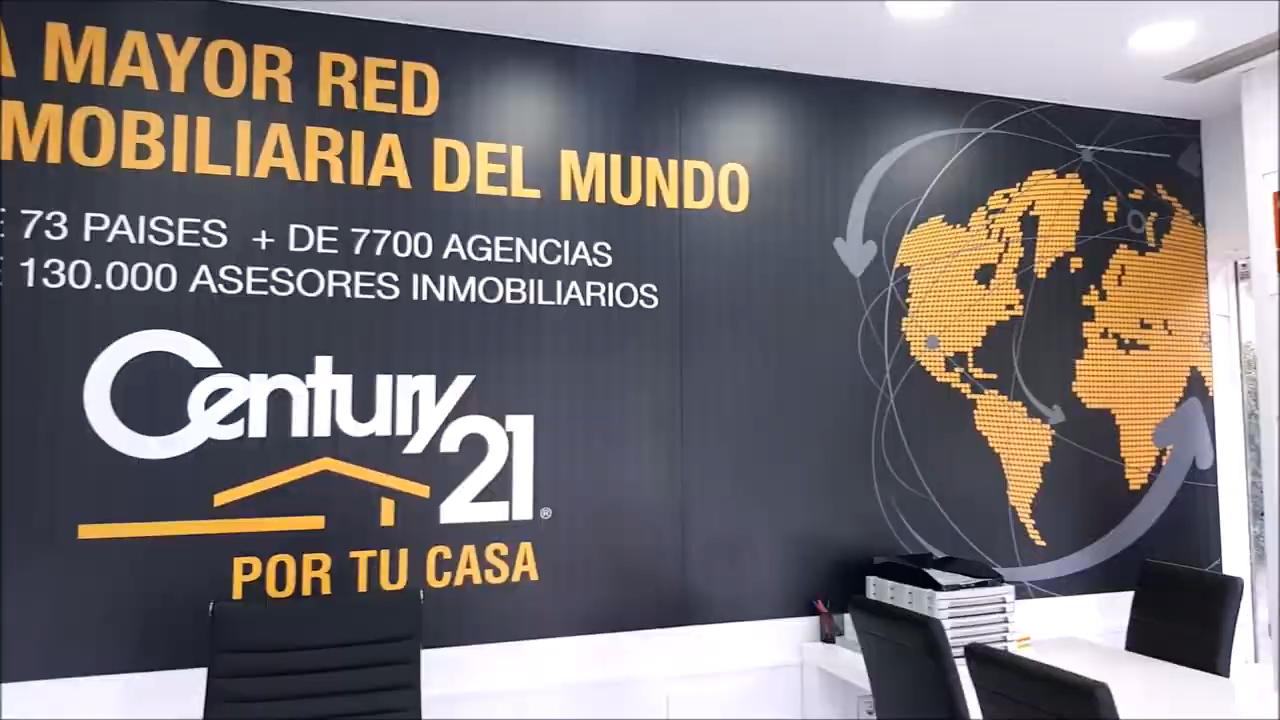 A MAYOR RED
MOBILIARIA DEL MUNDO
E 73 PAISES + DE 7700 AGENCIAS
E 130.000 ASESORES INMOBILIARIOS
Century 21®
POR TU CASA